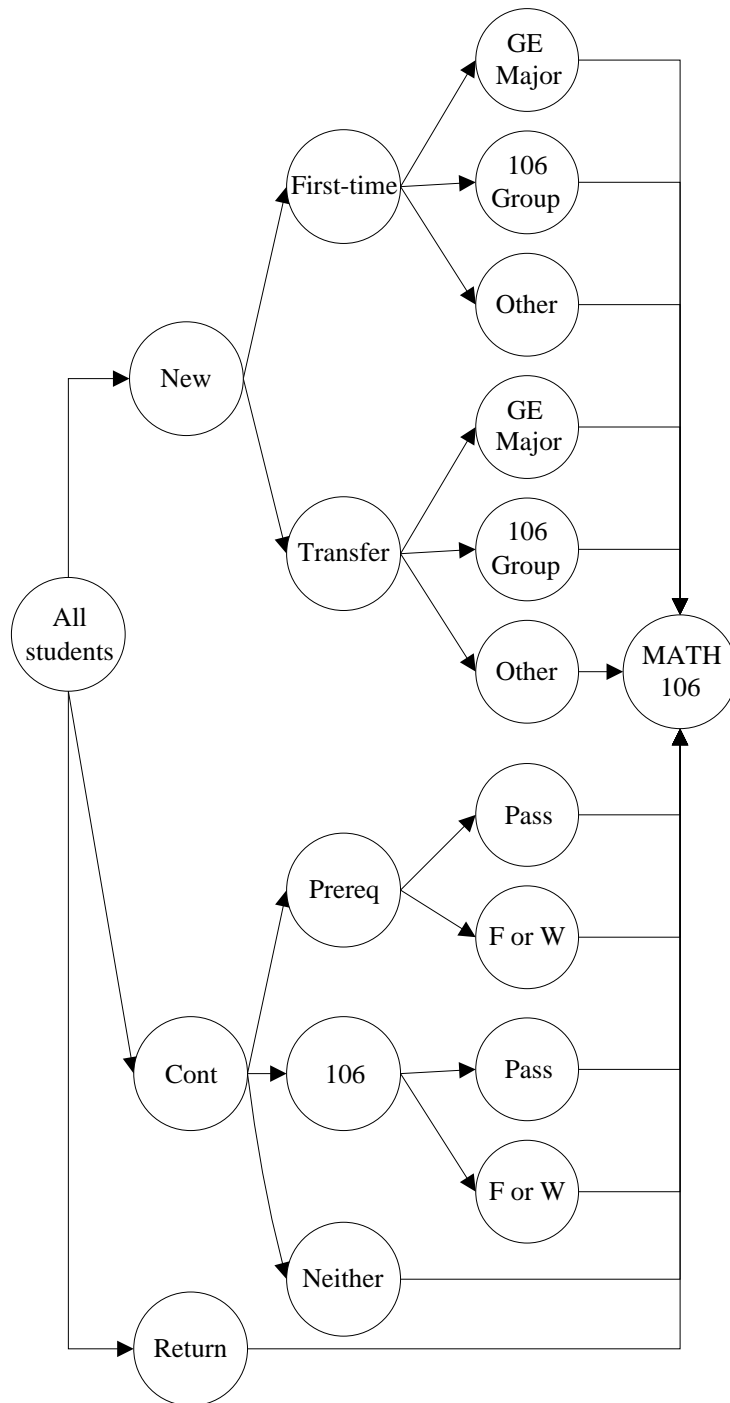 GE
Major
First-time
106
Group
Other
New
GE
Major
Transfer
106
Group
Other
All
students
MATH
106
Pass
Prereq
F or W
Cont
106
Pass
F or W
Neither
Return